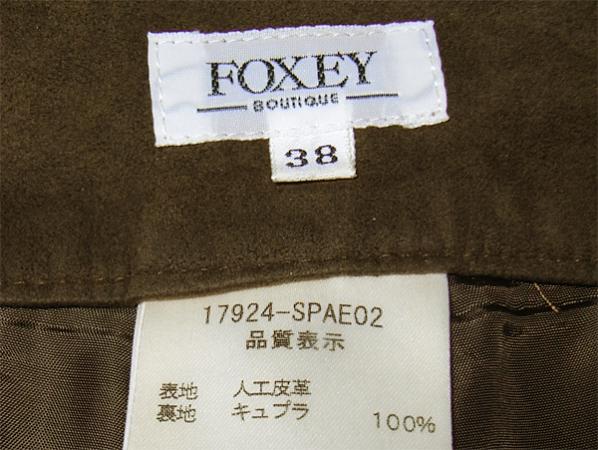 FOXEY
BOUTIQUE
38
17924-SPAE02
品質表示
表地 人工皮革
裏地 キュプラ 100%